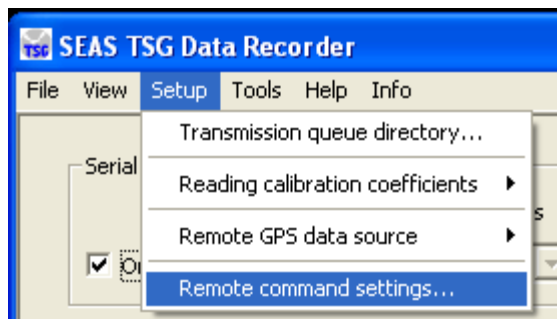 TSG SEAS TSG Data Recorder
File View Setup Tools Help Info
Transmission queue directory...
Serial
Reading calibration coefficients
s
Remote GPS data source
Remote command settings...